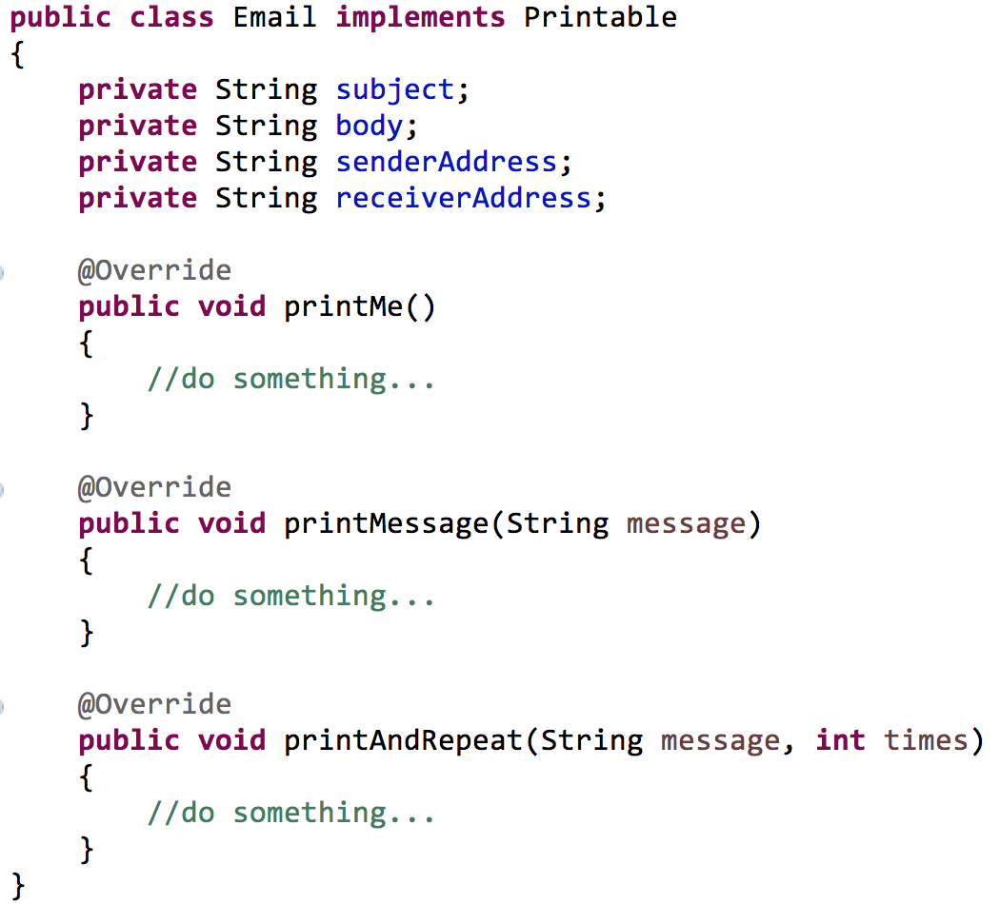 public class Email implements Printable
{
    private String subject;
    private String body;
    private String senderAddress;
    private String receiverAddress;

    @Override
    public void printMe()
    {
        //do something...
    }

    @Override
    public void printMessage(String message)
    {
        //do something...
    }

    @Override
    public void printAndRepeat(String message, int times)
    {
        //do something...
    }
}